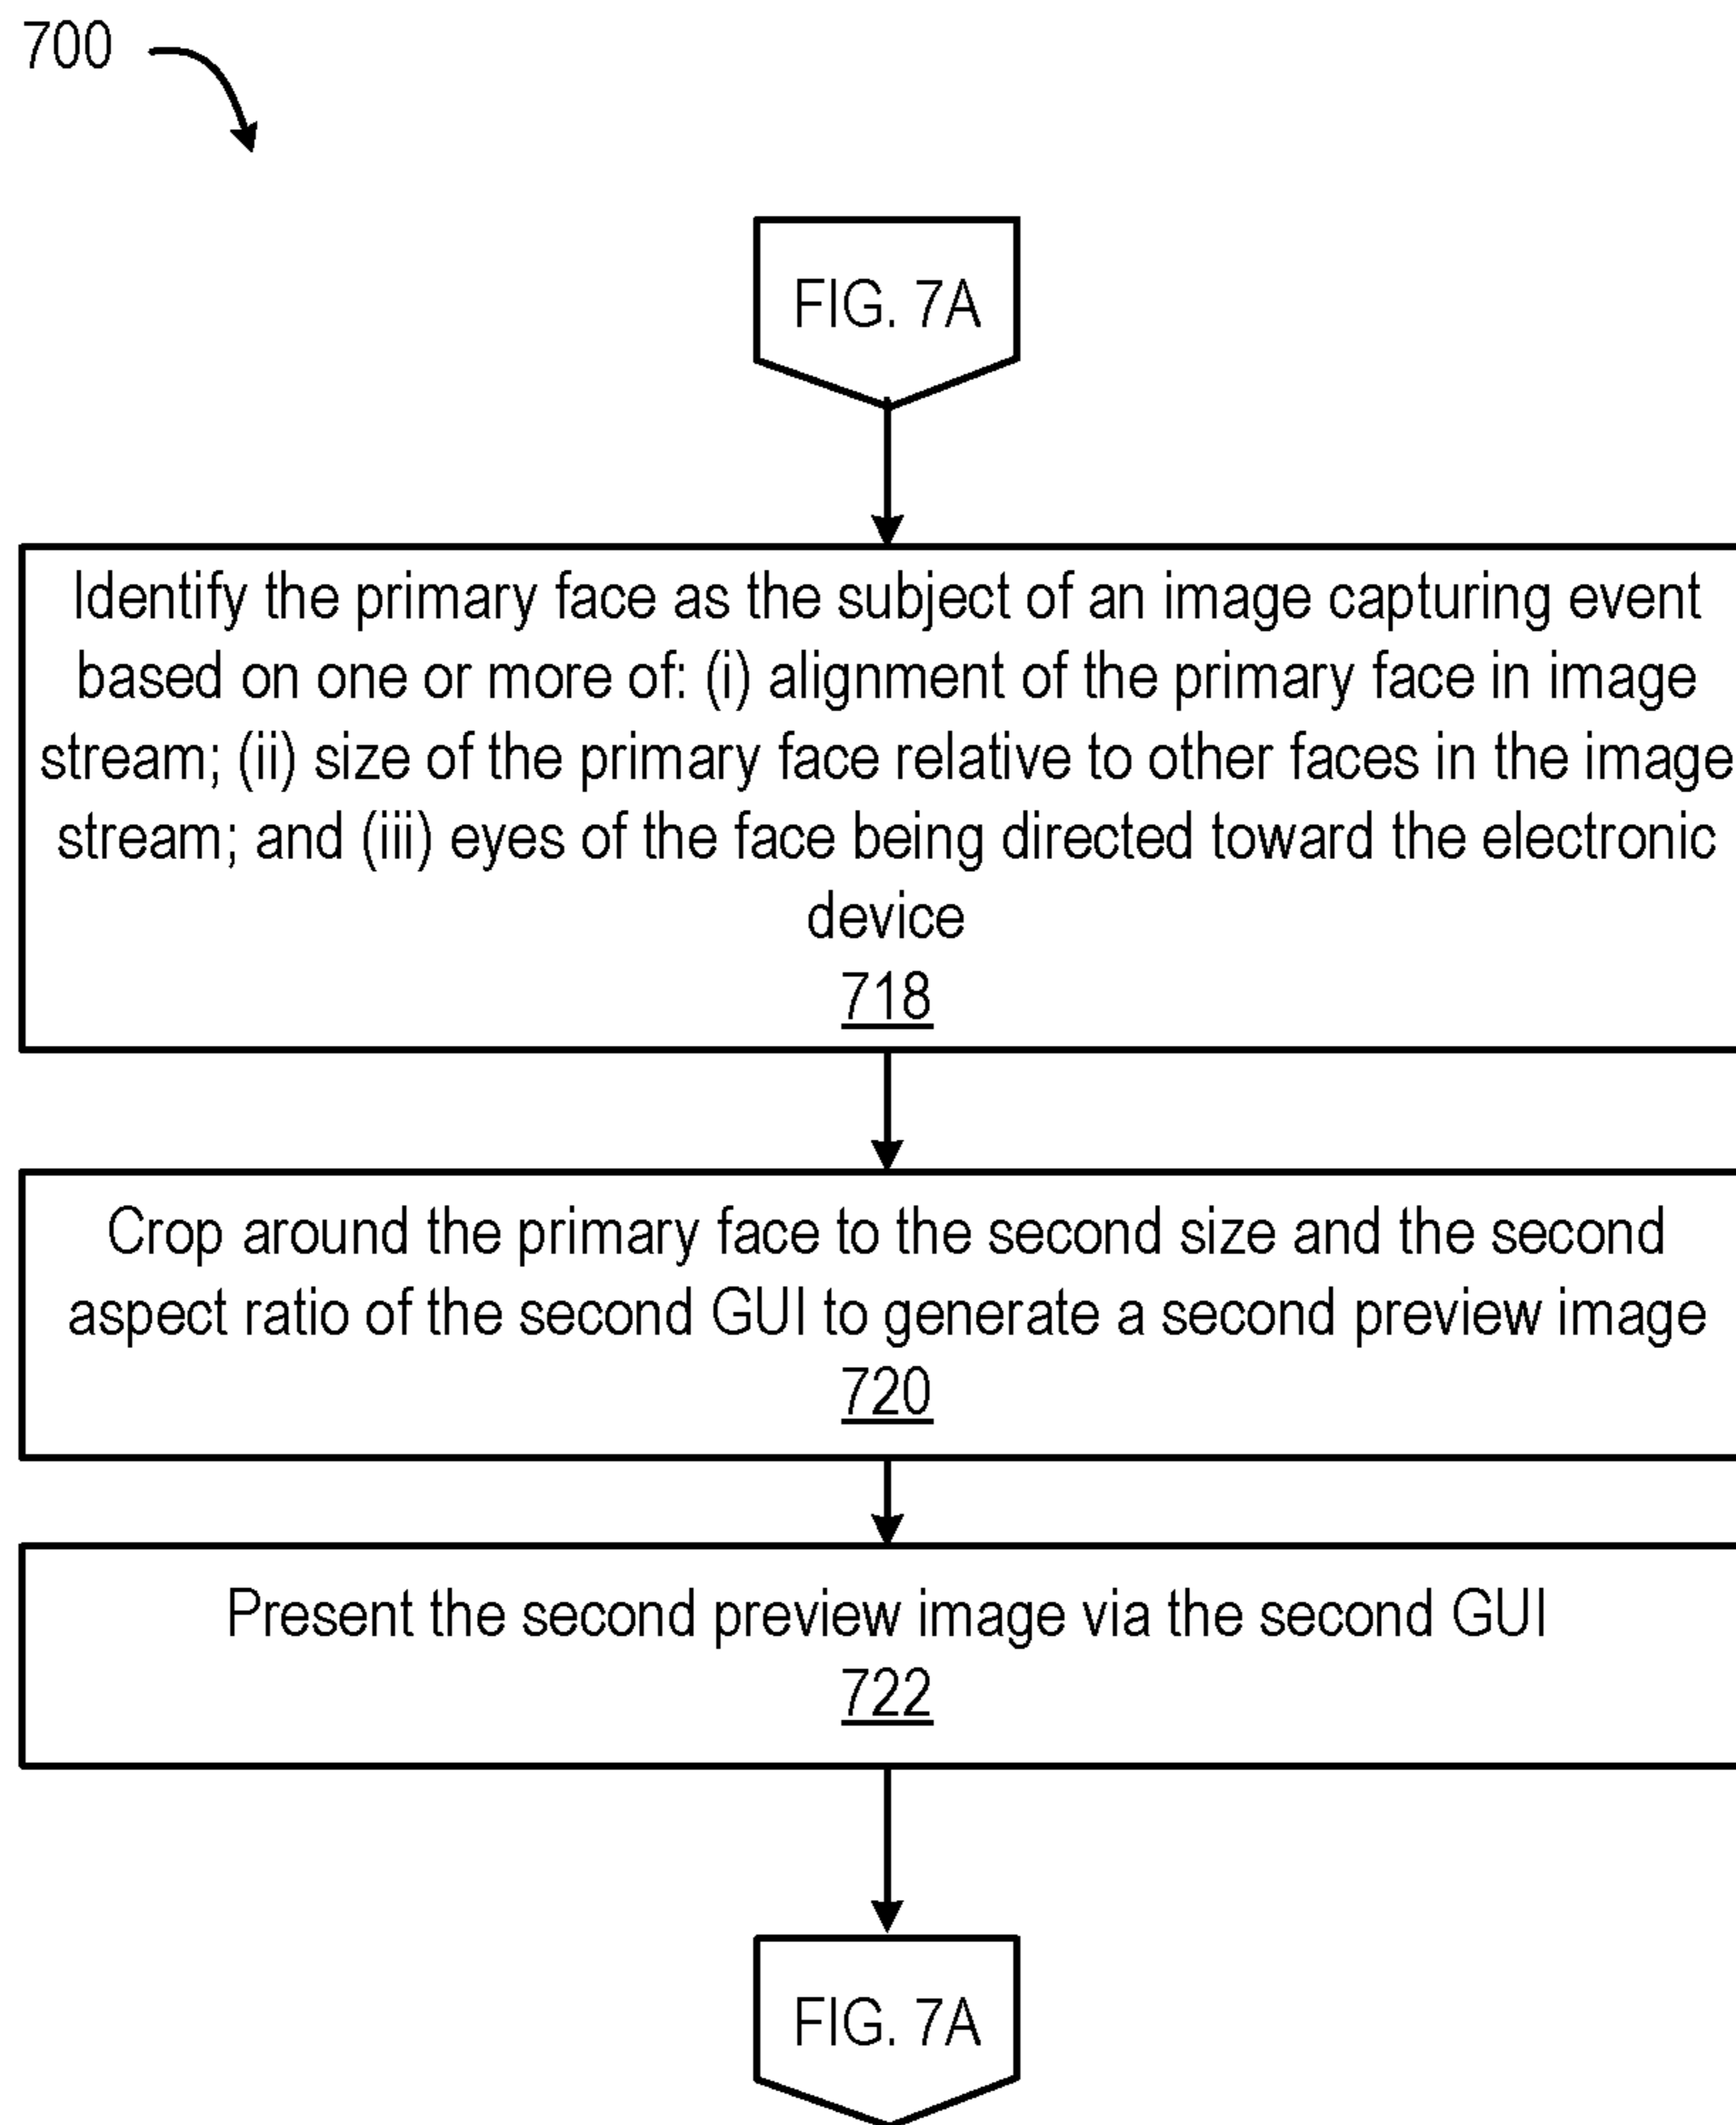 700
FIG. 7A
Identify the primary face as the subject of an image capturing event
based on one or more of: (i) alignment of the primary face in image
stream; (ii) size of the primary face relative to other faces in the image
stream; and (iii) eyes of the face being directed toward the electronic
device
718
Crop around the primary face to the second size and the second
aspect ratio of the second GUI to generate a second preview image
720
Present the second preview image via the second GUI
722
FIG. 7A